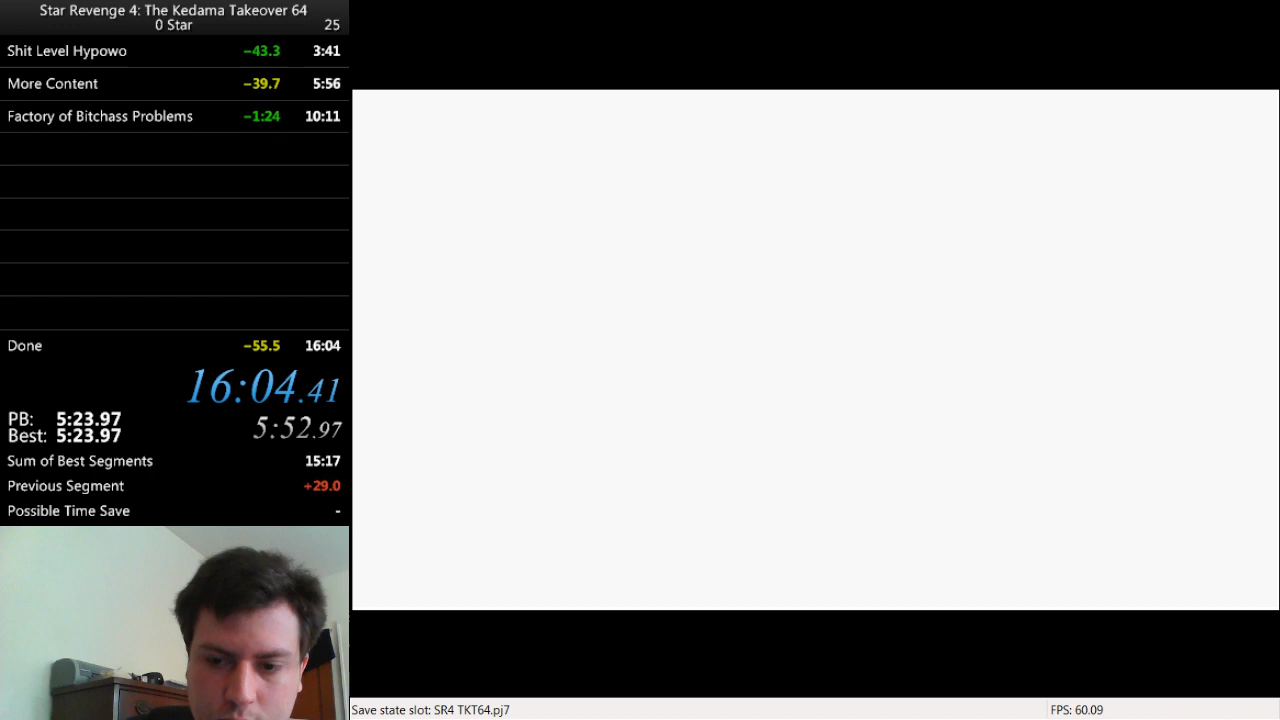 Star Revenge 4: The Kedama Takeover 64
0 Star 25
Shit Level Hypowo -43.3 3:41
More Content -39.7 5:56
Factory of Bitchass Problems -1:24 10:11
Done -55.5 16:04
16:04.41
PB: 5:23.97
5:52.97
Best: 5:23.97
Sum of Best Segments 15:17
Previous Segment +29.0
Possible Time Save -
Save state slot: SR4 TKT64.pj7 FPS: 60.09